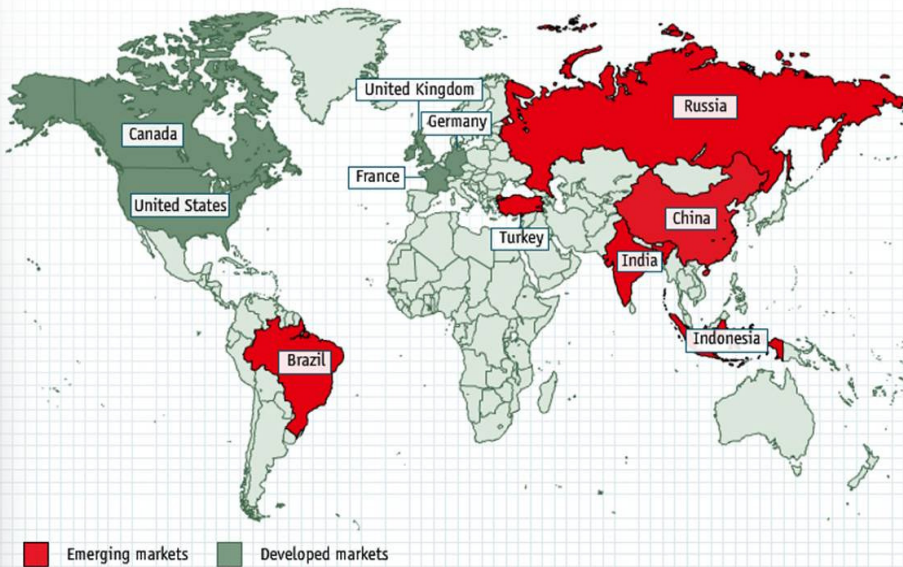 United Kingdom
Germany
Canada
Russia
France
United States
China
Turkey
India
Indonesia
Brazil
Emerging markets
Developed markets